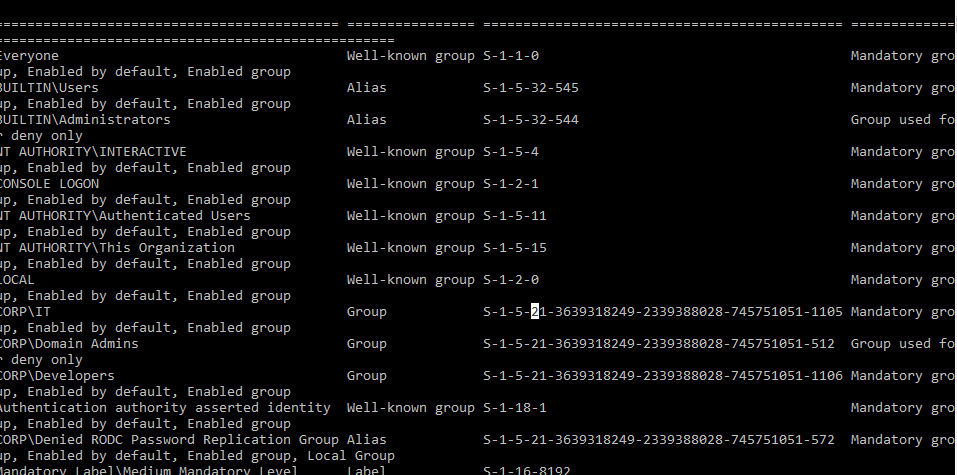 ========================================== ================ ============================================= =============
==================================================
Everyone Well-known group S-1-1-0 Mandatory gro
up, Enabled by default, Enabled group
BUILTIN\Users Alias S-1-5-32-545 Mandatory gro
up, Enabled by default, Enabled group
BUILTIN\Administrators Alias S-1-5-32-544 Group used fo
r deny only
NT AUTHORITY\INTERACTIVE Well-known group S-1-5-4 Mandatory gro
up, Enabled by default, Enabled group
CONSOLE LOGON Well-known group S-1-2-1 Mandatory gro
up, Enabled by default, Enabled group
NT AUTHORITY\Authenticated Users Well-known group S-1-5-11 Mandatory gro
up, Enabled by default, Enabled group
NT AUTHORITY\This Organization Well-known group S-1-5-15 Mandatory gro
up, Enabled by default, Enabled group
LOCAL Well-known group S-1-2-0 Mandatory gro
up, Enabled by default, Enabled group
CORP\IT Group S-1-5-21-3639318249-2339388028-745751051-1105 Mandatory gro
up, Enabled by default, Enabled group
CORP\Domain Admins Group S-1-5-21-3639318249-2339388028-745751051-512 Group used fo
r deny only
CORP\Developers Group S-1-5-21-3639318249-2339388028-745751051-1106 Mandatory gro
up, Enabled by default, Enabled group
Authentication authority asserted identity Well-known group S-1-18-1 Mandatory gro
up, Enabled by default, Enabled group
CORP\Denied RODC Password Replication Group Alias S-1-5-21-3639318249-2339388028-745751051-572 Mandatory gro
up, Enabled by default, Enabled group, Local Group
Mandatory Label\Medium Mandatory Level Label S-1-16-8192